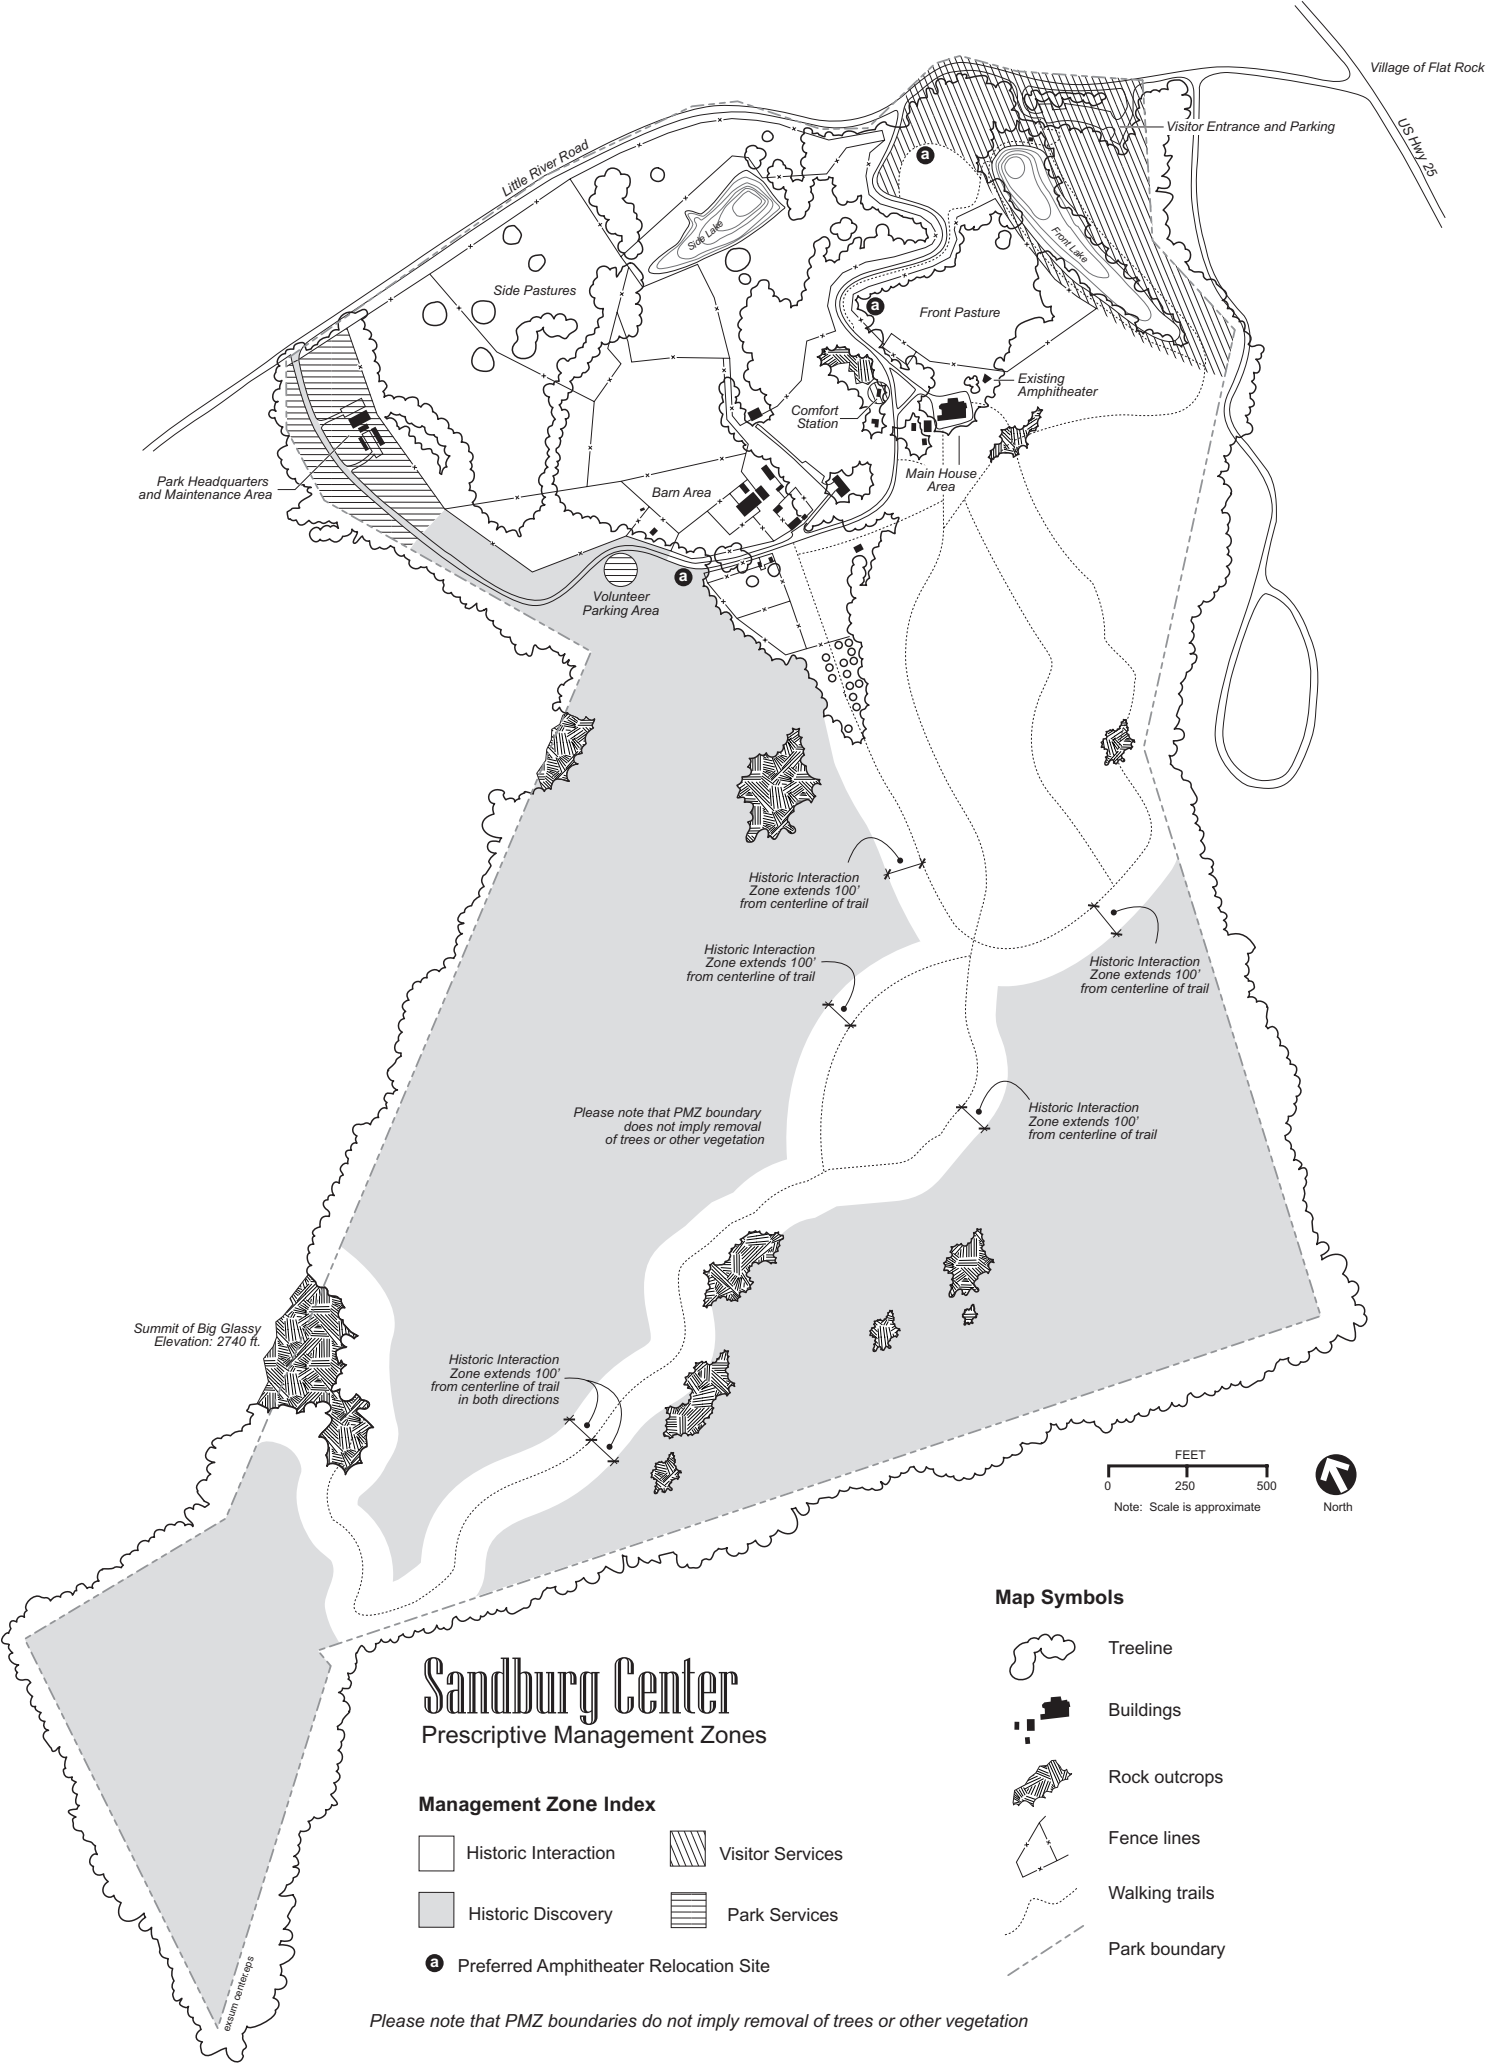 Village of Flat Rock
US Hwy 25
Visitor Entrance and Parking
a
Little River Road
Side Lake
Front Lake
Side Pastures
a
Front Pasture
Existing
Amphitheater
Comfort
Station
Main House
Area
Park Headquarters
and Maintenance Area
Barn Area
a
Volunteer
Parking Area
Historic Interaction
Zone extends 100'
from centerline of trail
Historic Interaction
Zone extends 100'
from centerline of trail
Historic Interaction
Zone extends 100'
from centerline of trail
Please note that PMZ boundary
does not imply removal
of trees or other vegetation
Historic Interaction
Zone extends 100'
from centerline of trail
Summit of Big Glassy
Elevation: 2740 ft.
Historic Interaction
Zone extends 100'
from centerline of trail
in both directions
FEET
0 250 500
Note: Scale is approximate
North
Sandburg Center
Prescriptive Management Zones
Management Zone Index
Historic Interaction
Visitor Services
Historic Discovery
Park Services
a Preferred Amphitheater Relocation Site
Map Symbols
Treeline
Buildings
Rock outcrops
Fence lines
Walking trails
Park boundary
exsum center.eps
Please note that PMZ boundaries do not imply removal of trees or other vegetation